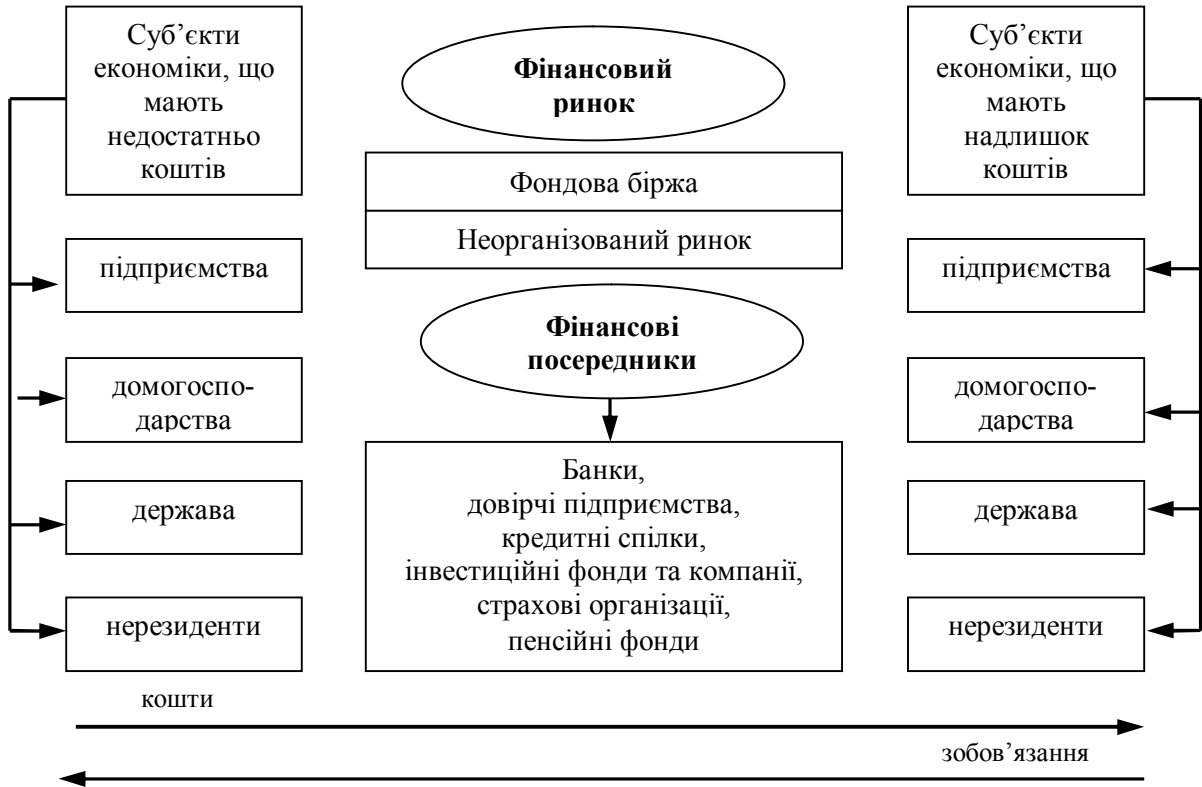 Суб’єкти
економіки, що
мають
недостатньо
коштів
підприємства
домогоспо-
дарства
держава
нерезиденти
Фінансовий
ринок
Фондова біржа
Неорганізований ринок
Фінансові
посередники
Банки,
довірчі підприємства,
кредитні спілки,
інвестиційні фонди та компанії,
страхові організації,
пенсійні фонди
Суб’єкти
економіки, що
мають
надлишок
коштів
підприємства
домогоспо-
дарства
держава
нерезиденти
кошти
зобов’язання